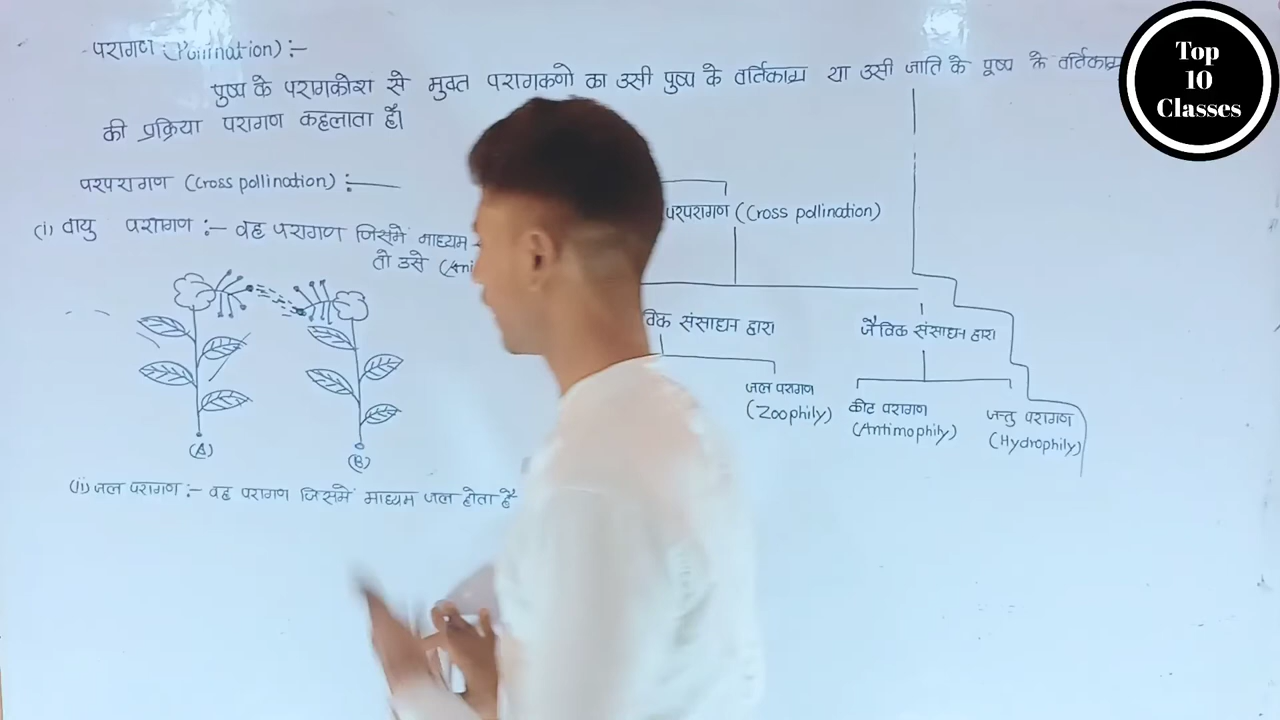 परागण (Pollination) :-
पुष्प के परागकोश से मुक्त परागकणो का उसी पुष्प के वर्तिकाग्र या उसी जाति के पुष्प के वर्तिकाग्र
की प्रक्रिया परागण कहलाता है।
परपरागण (Cross pollination) :-
(i) वायु परागण :- वह परागण जिसमें माध्यम
तो उसे (Ani
(A)
(B)
(ii) जल परागण :- वह परागण जिसमें माध्यम जल होता है
परपरागण (Cross pollination)
विक संसाधन द्वारा
जैविक संसाधन द्वारा
जल परागण
(Zoophily)
कीट परागण
(Antimophily)
जन्तु परागण
(Hydrophily)
Top
10
Classes